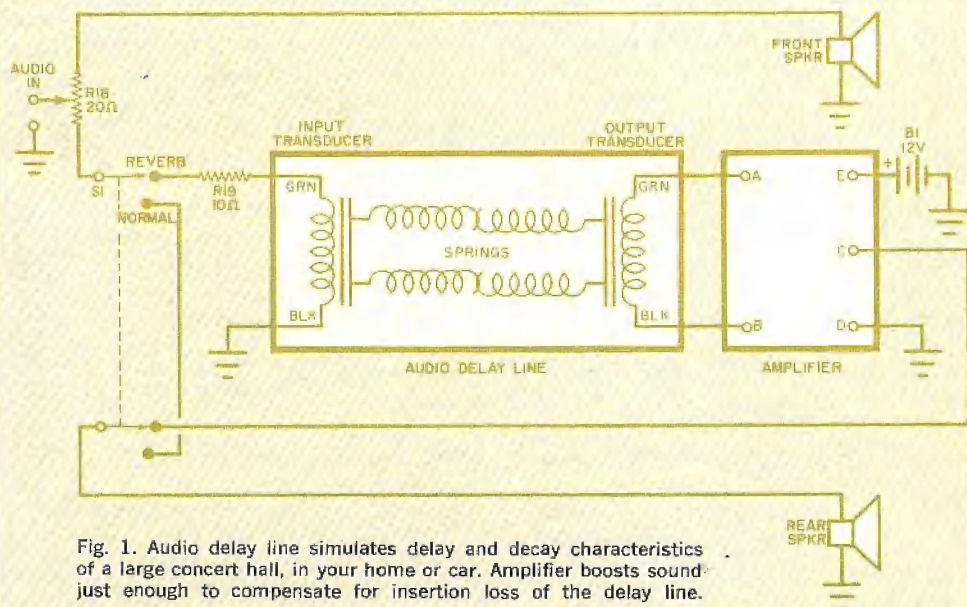 FRONT
SPKR
AUDIO
IN
R18
20Ω
INPUT
TRANSDUCER
OUTPUT
TRANSDUCER
B1
12V
+
REVERB
S1
R19
10Ω
NORMAL
GRN
GRN
SPRINGS
BLK
BLK
A
E
C
B
D
AUDIO DELAY LINE
AMPLIFIER
REAR
SPKR
Fig. 1. Audio delay line simulates delay and decay characteristics
of a large concert hall, in your home or car. Amplifier boosts sound
just enough to compensate for insertion loss of the delay line.